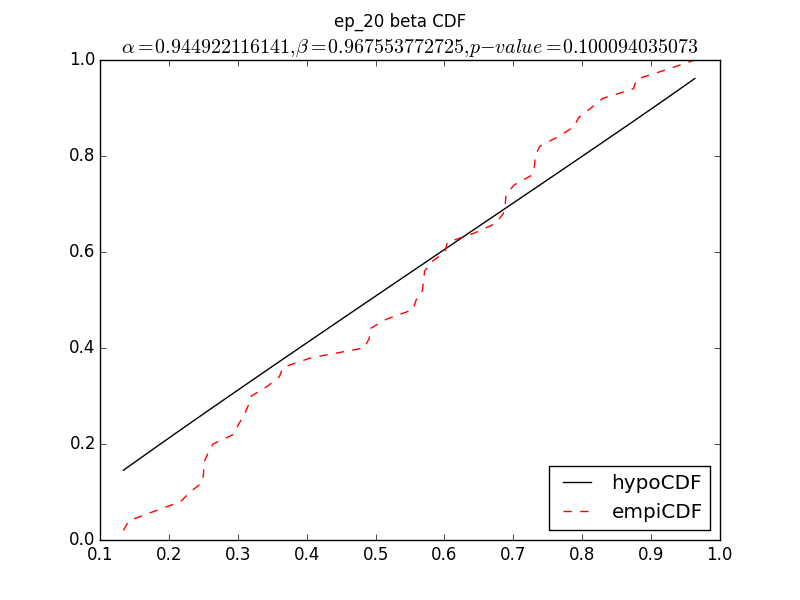 ep_20 beta CDF
α=0.944922116141,β=0.967553772725,p−value=0.100094035073
1.0
0.8
0.6
0.4
0.2
0.0
0.1 0.2 0.3 0.4 0.5 0.6 0.7 0.8 0.9 1.0
hypoCDF
empiCDF